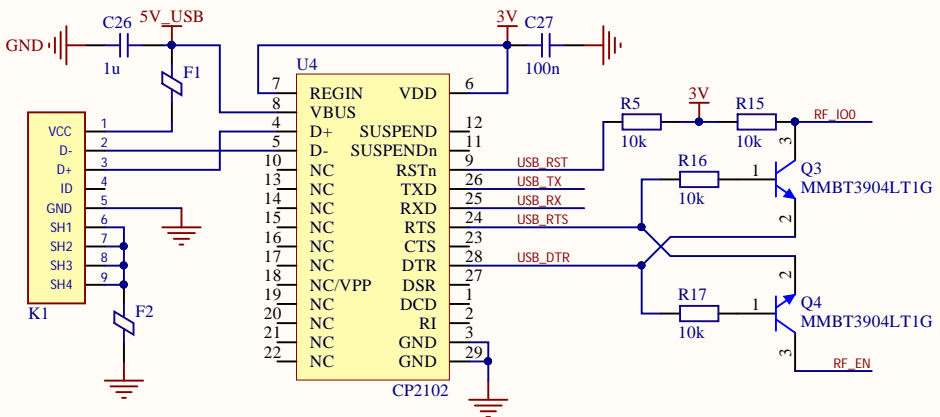 GND
C26
1u
5V_USB
F1
3V
C27
100n
U4
7 REGIN VDD 6
8 VBUS
4 D+ SUSPEND 12
5 D- SUSPENDn 11
10 NC RSTn 9
13 NC TXD 26
14 NC RXD 25
15 NC RTS 24
16 NC CTS 23
17 NC DTR 28
18 NC/VPP DSR 27
19 NC DCD 1
20 NC RI 2
21 NC GND 3
22 NC GND 29
CP2102
VCC 1
D- 2
D+ 3
ID 4
GND 5
SH1 6
SH2 7
SH3 8
SH4 9
K1
F2
USB_RST
USB_TX
USB_RX
USB_RTS
USB_DTR
R5
10k
3V
R15
10k
RF_IO0
R16
10k
1
3
2
Q3
MMBT3904LT1G
R17
10k
1
2
3
Q4
MMBT3904LT1G
RF_EN